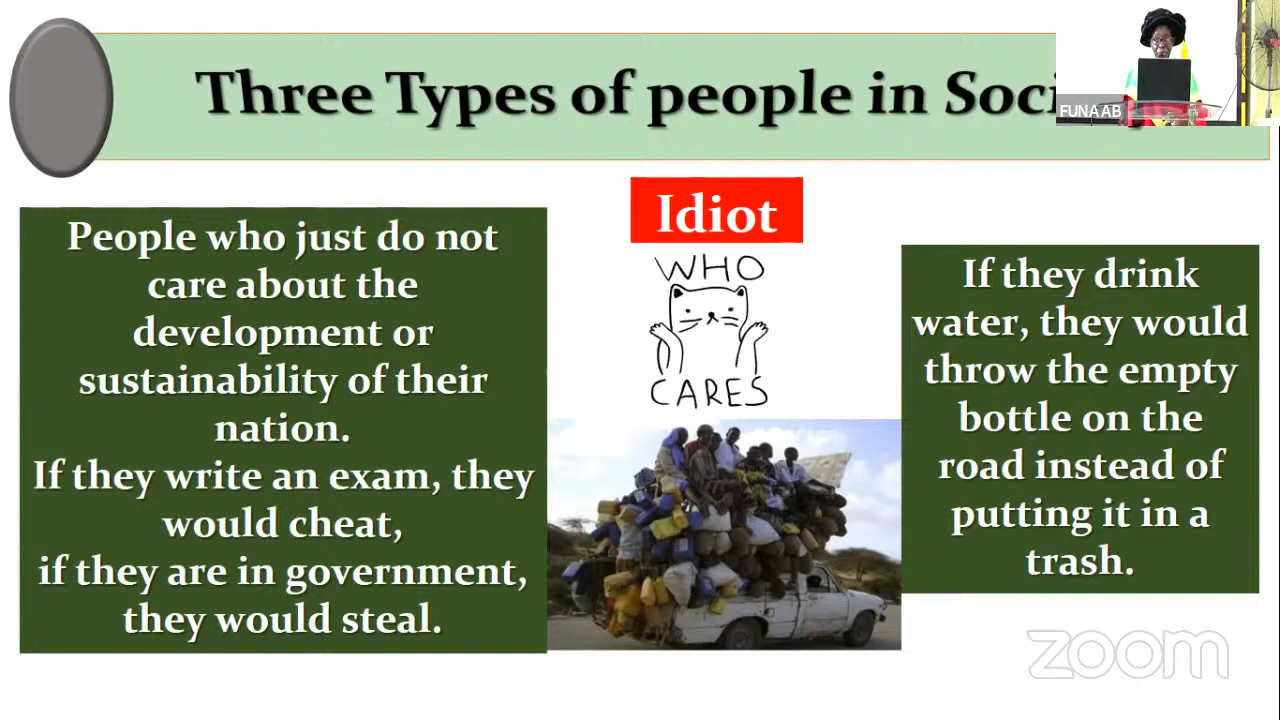 Three Types of people in
FUNAAB
Idiot
People who just do not
care about the
development or
sustainability of their
nation.
If they write an exam, they
would cheat,
if they are in government,
they would steal.
WHO
CARES
If they drink
water, they would
throw the empty
bottle on the
road instead of
putting it in a
trash.
zoom